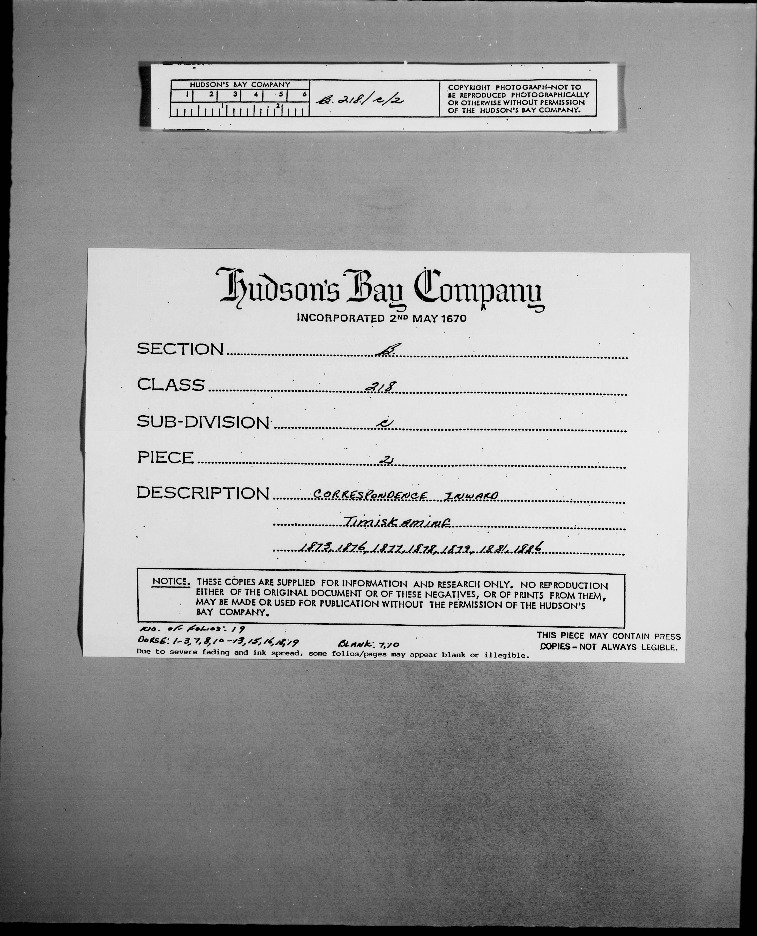 HUDSON'S BAY COMPANY
1 2 3 4 5 6
B. 218/c/2
COPYRIGHT PHOTOGRAPH—NOT TO
BE REPRODUCED PHOTOGRAPHICALLY
OR OTHERWISE WITHOUT PERMISSION
OF THE HUDSON'S BAY COMPANY.
Hudson's Bay Company
INCORPORATED 2ND MAY 1670
SECTION B.
CLASS 218
SUB-DIVISION c
PIECE 2
DESCRIPTION CORRESPONDENCE INWARD
TIMISKAMING
1873, 1876, 1877, 1878, 1879, 1881, 1886
NOTICE. THESE COPIES ARE SUPPLIED FOR INFORMATION AND RESEARCH ONLY. NO REPRODUCTION
EITHER OF THE ORIGINAL DOCUMENT OR OF THESE NEGATIVES, OR OF PRINTS FROM THEM,
MAY BE MADE OR USED FOR PUBLICATION WITHOUT THE PERMISSION OF THE HUDSON'S
BAY COMPANY.
NO. OF FOLIOS: 19
DORSE: 1-3, 7, 8, 10-13, 15, 16, 18, 19 BLANK: 7, 10
THIS PIECE MAY CONTAIN PRESS
COPIES – NOT ALWAYS LEGIBLE.
Due to severe fading and ink spread, some folios/pages may appear blank or illegible.